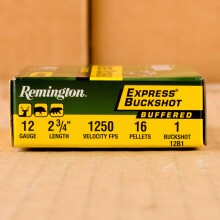 Remington
EXPRESS®
BUCKSHOT
BUFFERED
12 2 3/4" 1250 16 1
GAUGE LENGTH VELOCITY FPS PELLETS BUCKSHOT
12B1